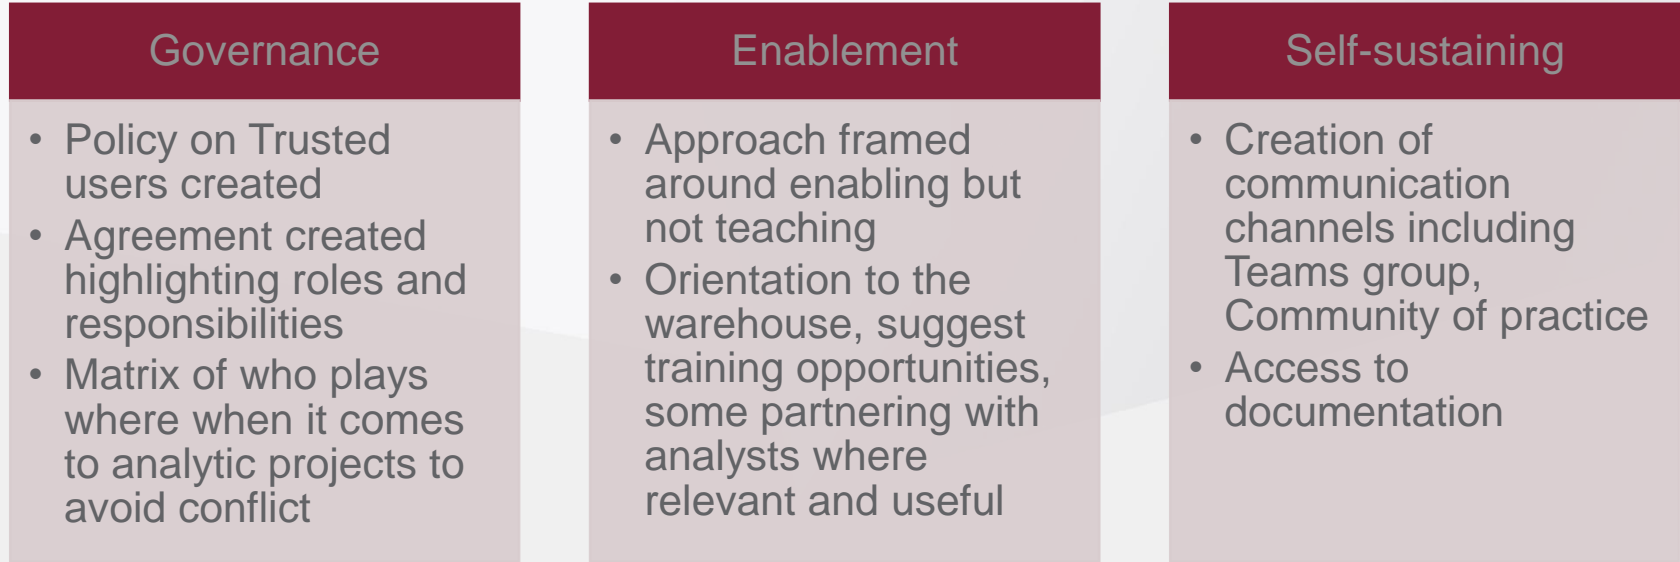 Governance
• Policy on Trusted
users created
• Agreement created
highlighting roles and
responsibilities
• Matrix of who plays
where when it comes
to analytic projects to
avoid conflict
Enablement
• Approach framed
around enabling but
not teaching
• Orientation to the
warehouse, suggest
training opportunities,
some partnering with
analysts where
relevant and useful
Self-sustaining
• Creation of
communication
channels including
Teams group,
Community of practice
• Access to
documentation